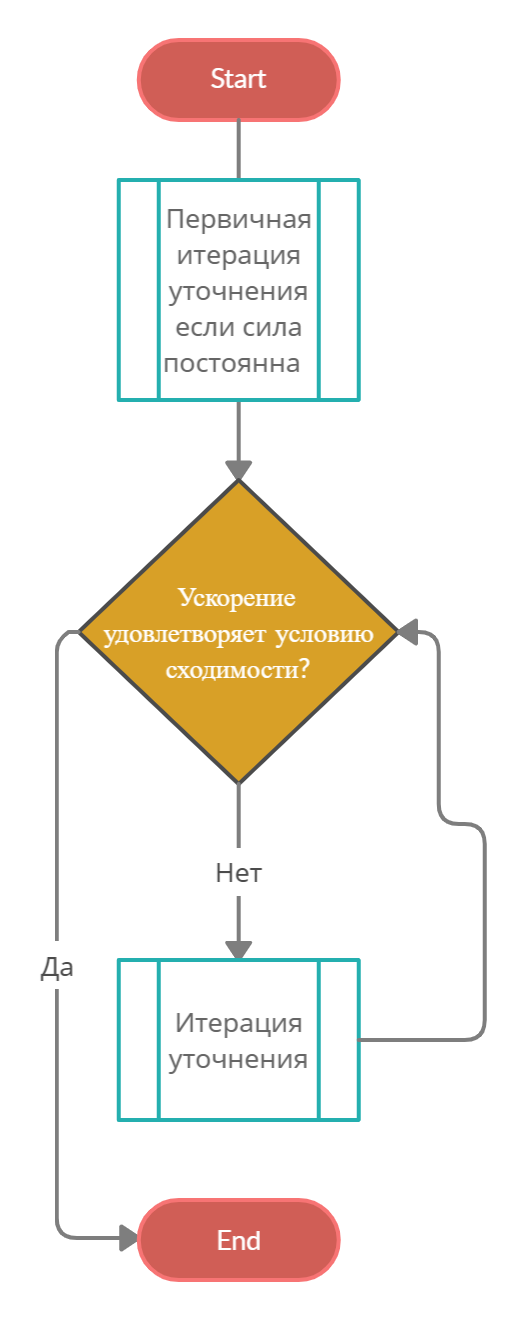 Start
Первичная
итерация
уточнения
если сила
постоянна
Ускорение
удовлетворяет условию
сходимости?
Нет
Да
Итерация
уточнения
End